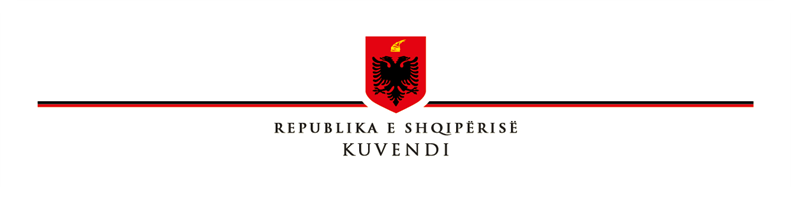 REPUBLIKA E SHQIPËRISË
KUVENDI